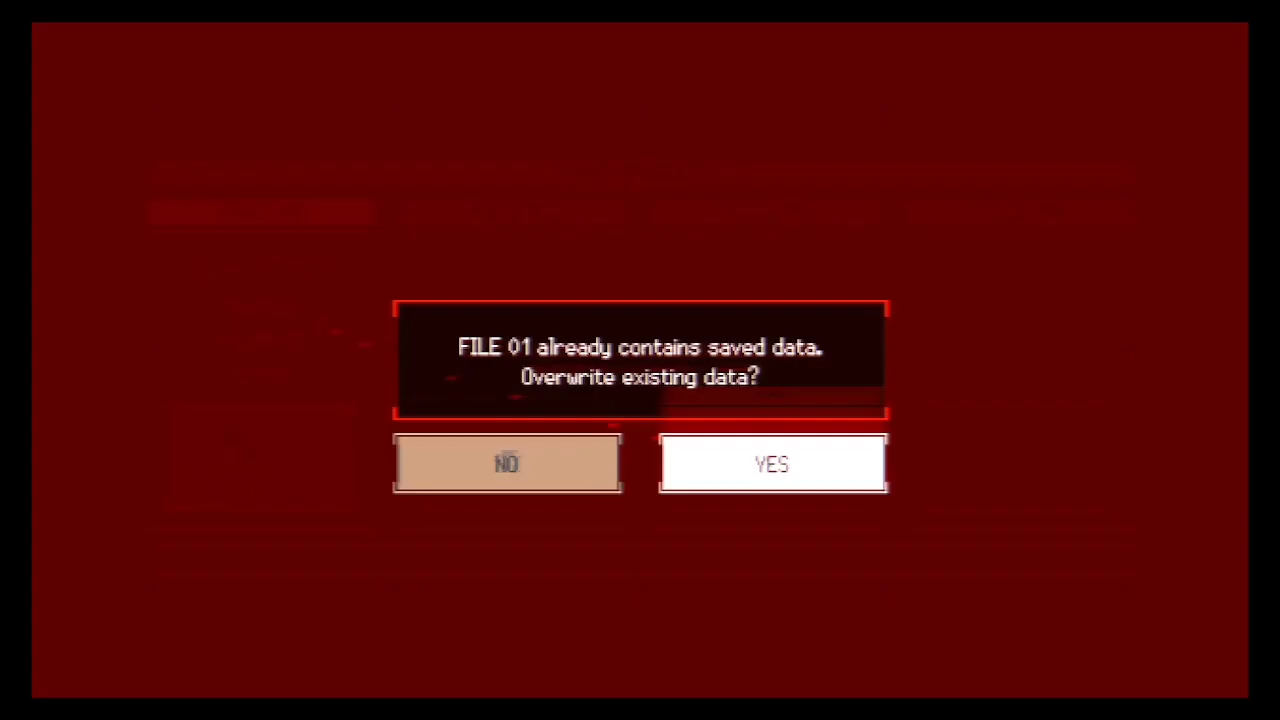 FILE 01 already contains saved data.
Overwrite existing data?
NO
YES